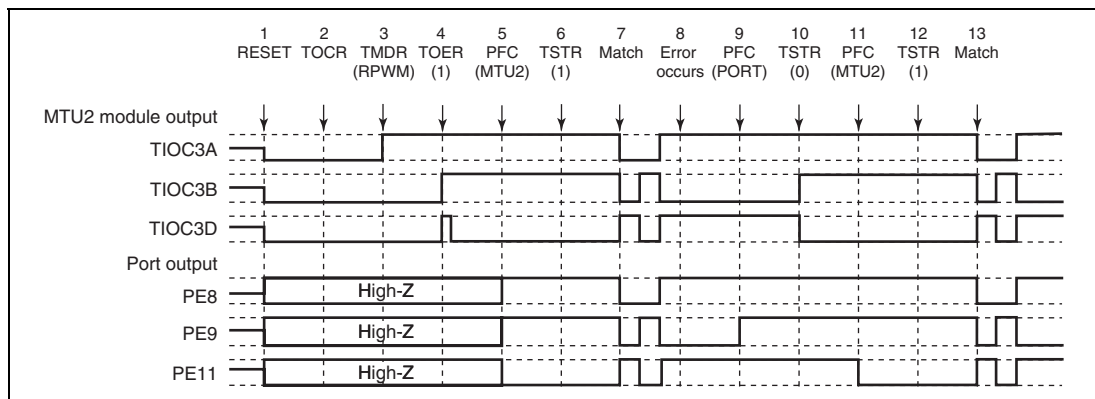 1 2 3 4 5 6 7 8 9 10 11 12 13
RESET TOCR TMDR TOER PFC TSTR Match Error PFC TSTR PFC TSTR Match
(RPWM) (1) (MTU2) (1) occurs (PORT) (0) (MTU2) (1)
MTU2 module output
TIOC3A
TIOC3B
TIOC3D
Port output
PE8 High-Z
PE9 High-Z
PE11 High-Z